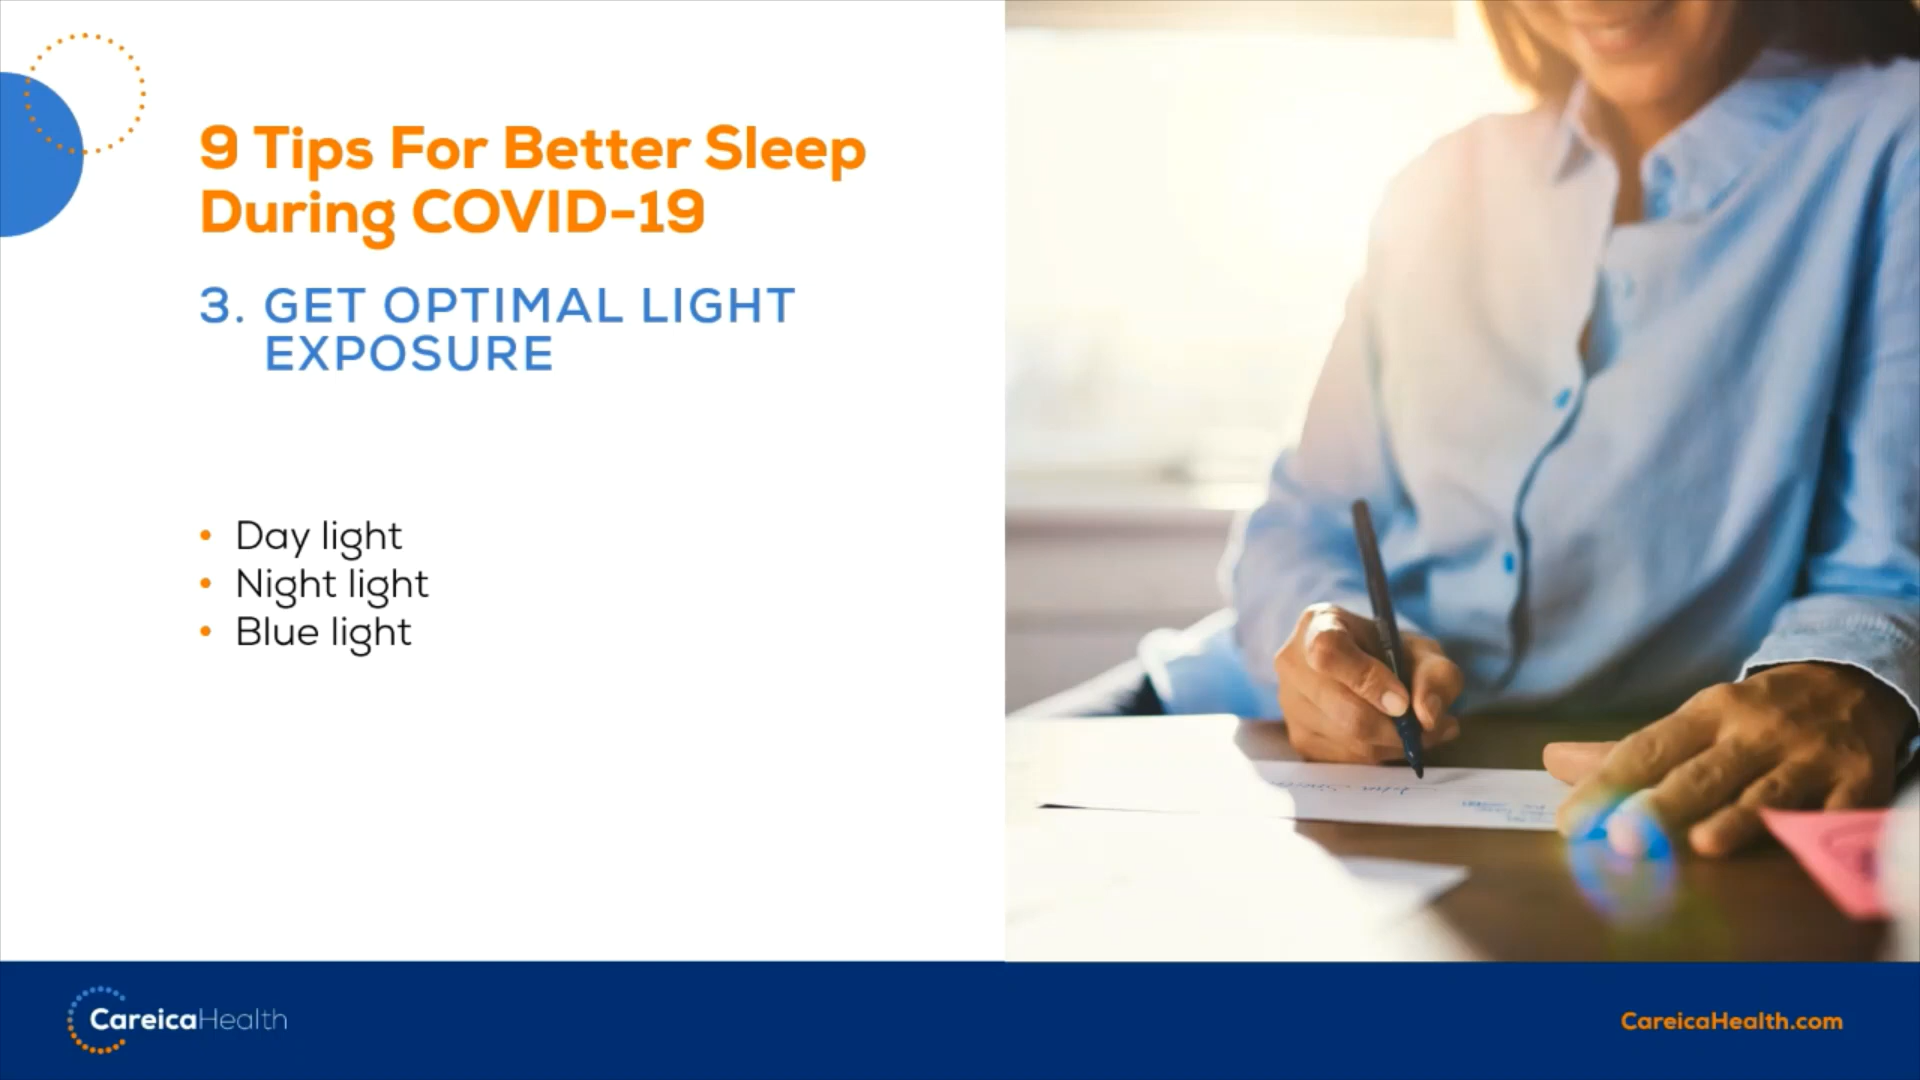 9 Tips For Better Sleep
During COVID-19
3. GET OPTIMAL LIGHT
EXPOSURE
• Day light
• Night light
• Blue light
CareicaHealth
CareicaHealth.com